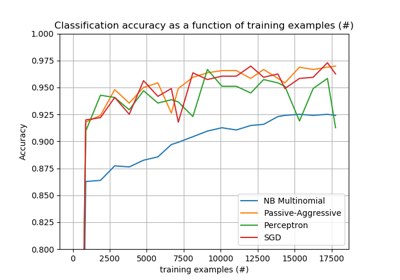 Classification accuracy as a function of training examples (#)
1.000
0.975
0.950
0.925
0.900
0.875
0.850
0.825
0.800
Accuracy
NB Multinomial
Passive-Aggressive
Perceptron
SGD
0 2500 5000 7500 10000 12500 15000 17500
training examples (#)